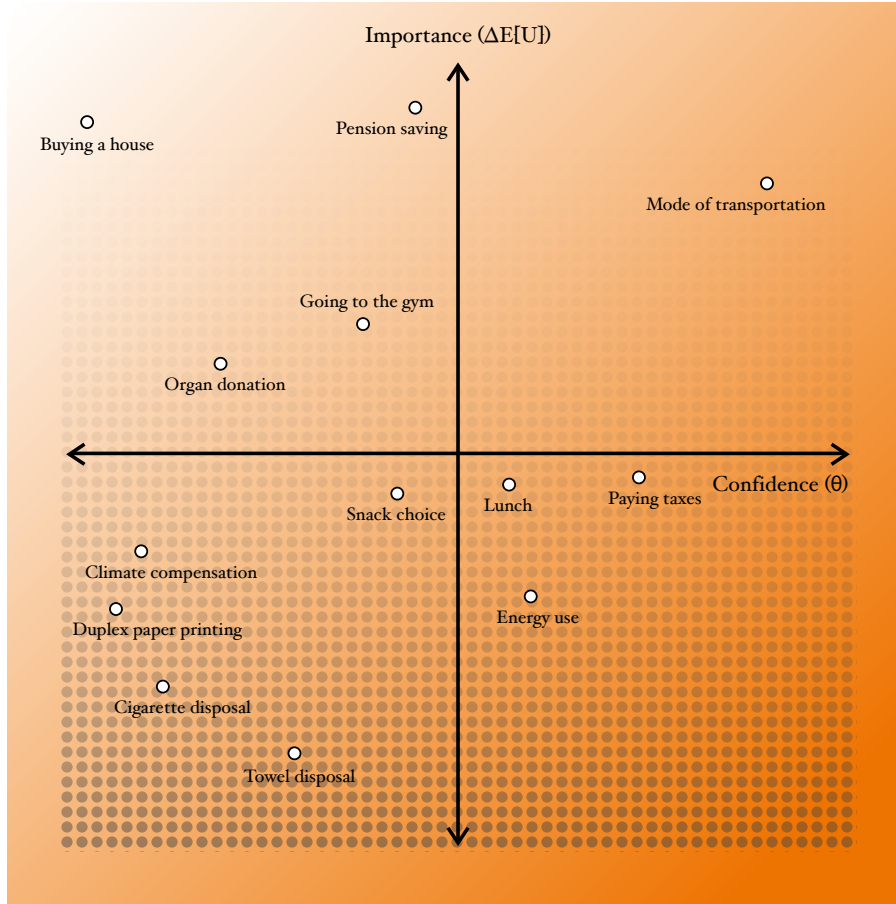 Importance (ΔE[U])
Buying a house
Pension saving
Mode of transportation
Going to the gym
Organ donation
Confidence (θ)
Snack choice
Lunch
Paying taxes
Climate compensation
Duplex paper printing
Energy use
Cigarette disposal
Towel disposal